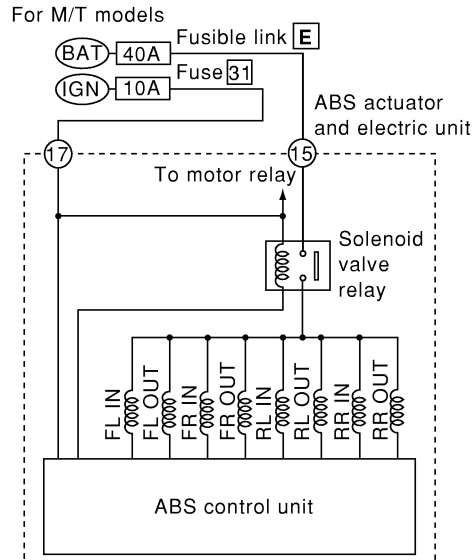 For M/T models
BAT 40A Fusible link E
IGN 10A Fuse 31
ABS actuator
and electric unit
17
15
To motor relay
Solenoid
valve
relay
FL IN
FL OUT
FR IN
FR OUT
RL IN
RL OUT
RR IN
RR OUT
ABS control unit